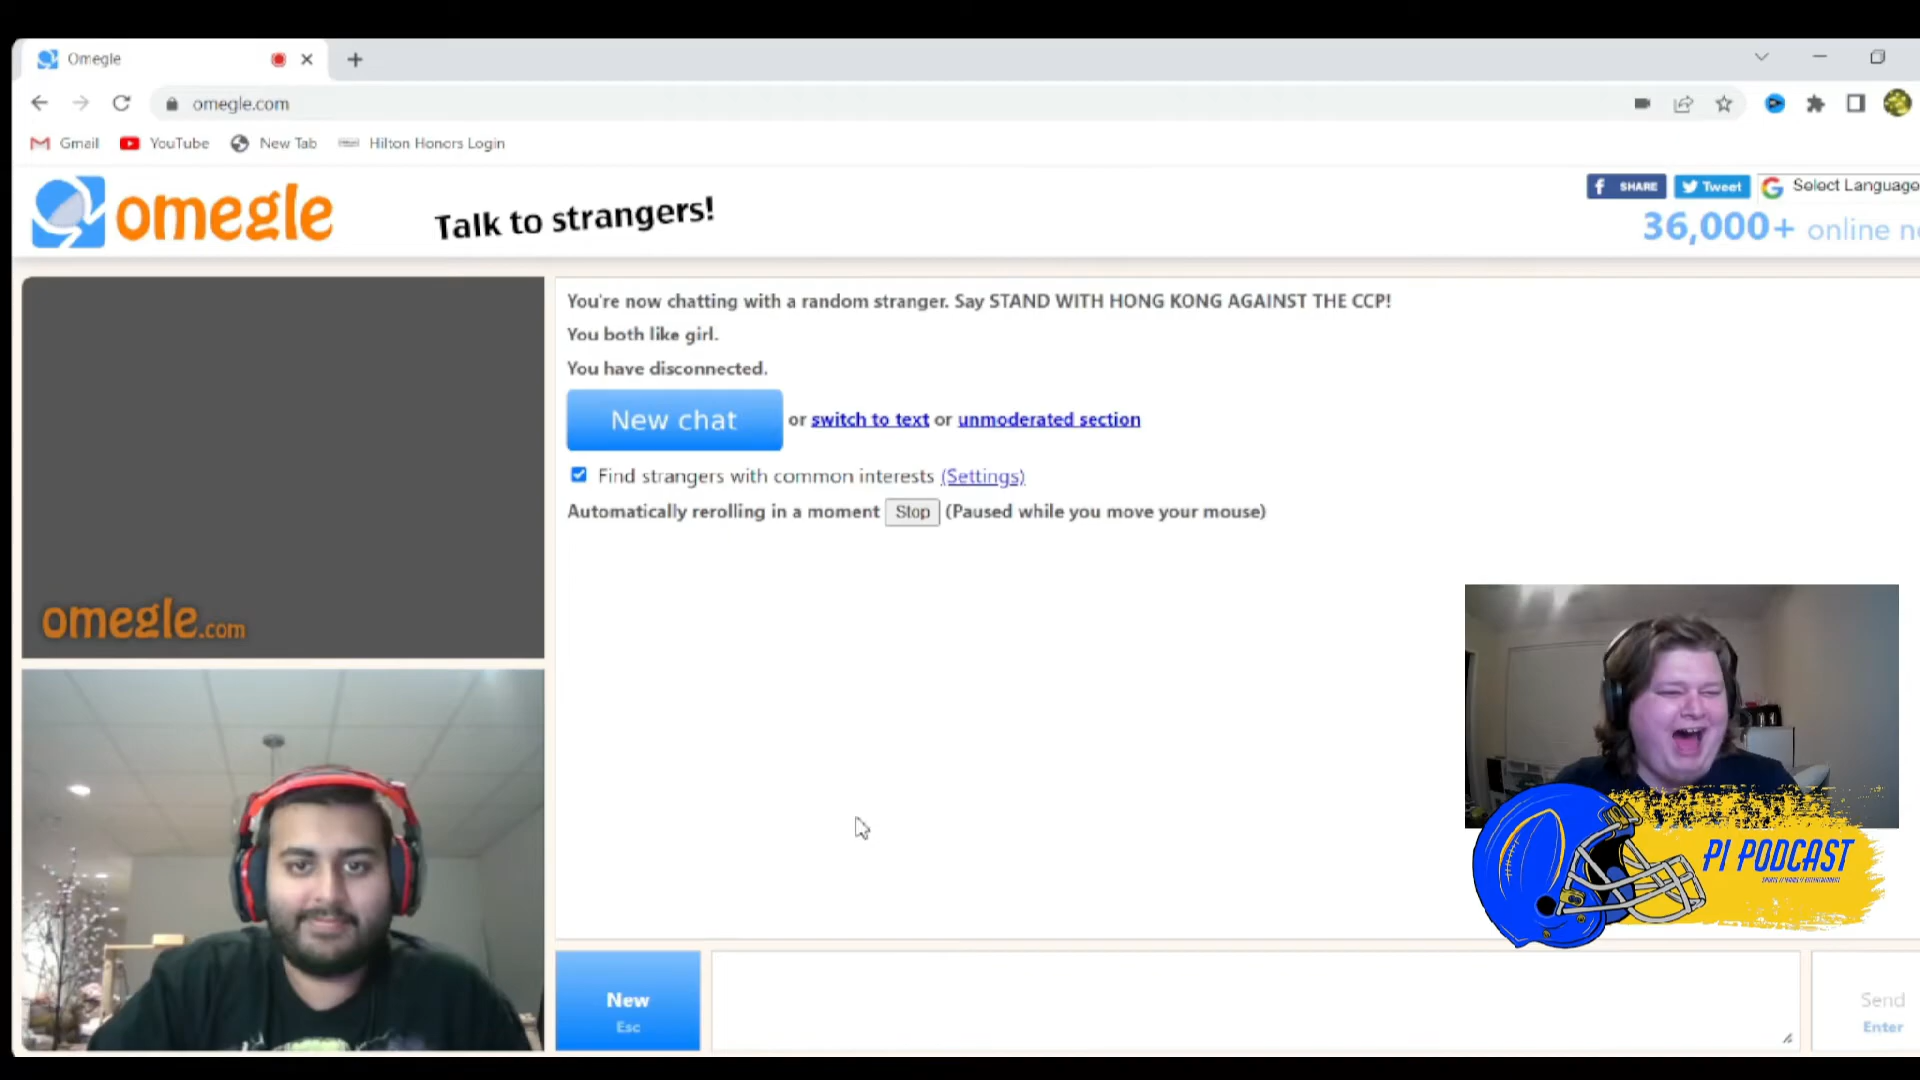 Omegle
omegle.com
Gmail
YouTube
New Tab
Hilton Honors Login
omegle
Talk to strangers!
SHARE
Tweet
Select Language
36,000+ online
You're now chatting with a random stranger. Say STAND WITH HONG KONG AGAINST THE CCP!
You both like girl.
You have disconnected.
New chat or switch to text or unmoderated section
Find strangers with common interests (Settings)
Automatically rerolling in a moment Stop (Paused while you move your mouse)
omegle.com
PI PODCAST
New
Esc
Send
Enter